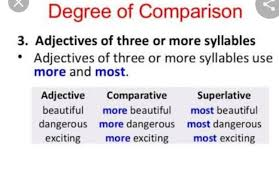 Degree of Comparison
3. Adjectives of three or more syllables
• Adjectives of three or more syllables use
more and most.
Adjective Comparative Superlative
beautiful more beautiful most beautiful
dangerous more dangerous most dangerous
exciting more exciting most exciting